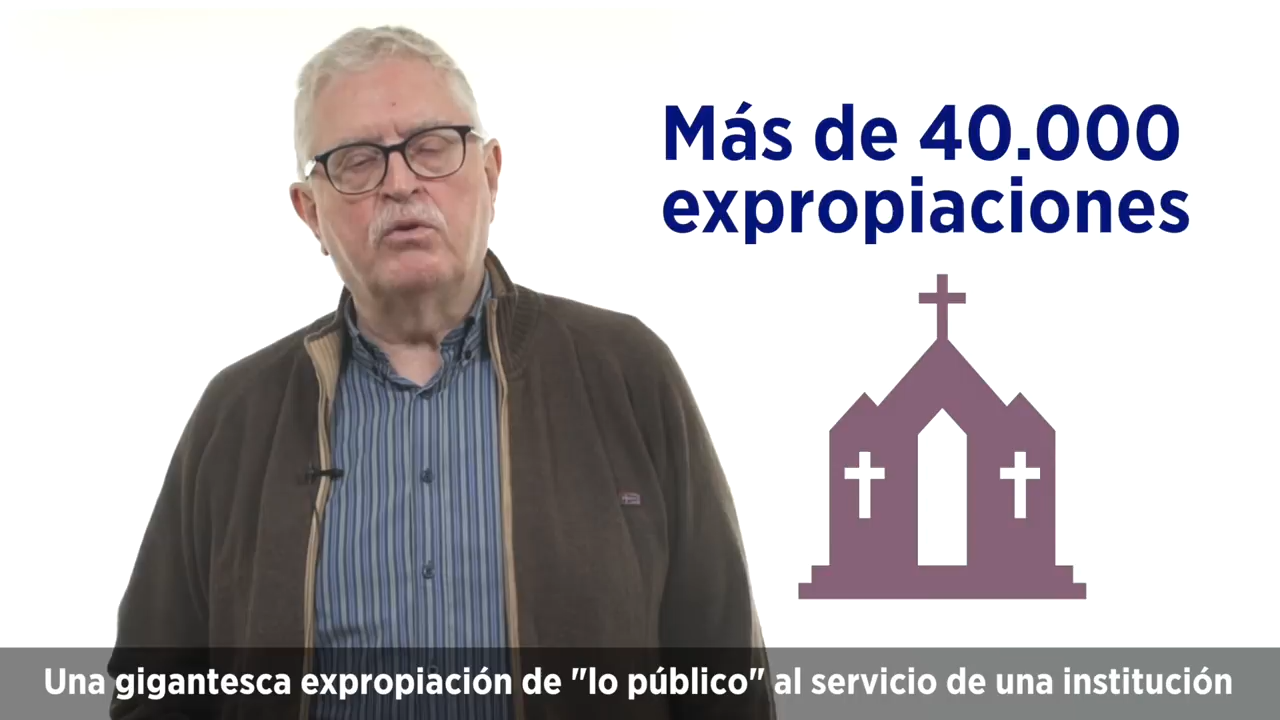 Más de 40.000
expropiaciones
Una gigantesca expropiación de "lo público" al servicio de una institución